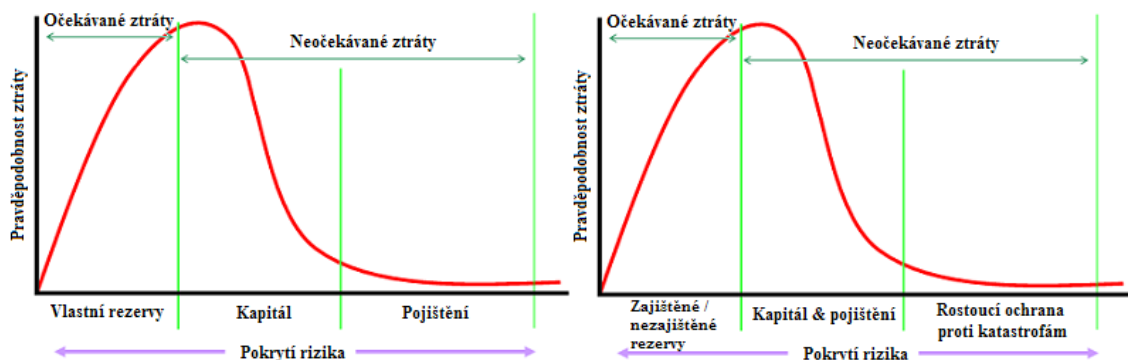 Očekávané ztráty
Neočekávané ztráty
Pravděpodobnost ztráty
Vlastní rezervy
Kapitál
Pojištění
Pokrytí rizika
Očekávané ztráty
Neočekávané ztráty
Pravděpodobnost ztráty
Zajištěné /
nezajištěné
rezervy
Kapitál & pojištění
Rostoucí ochrana
proti katastrofám
Pokrytí rizika